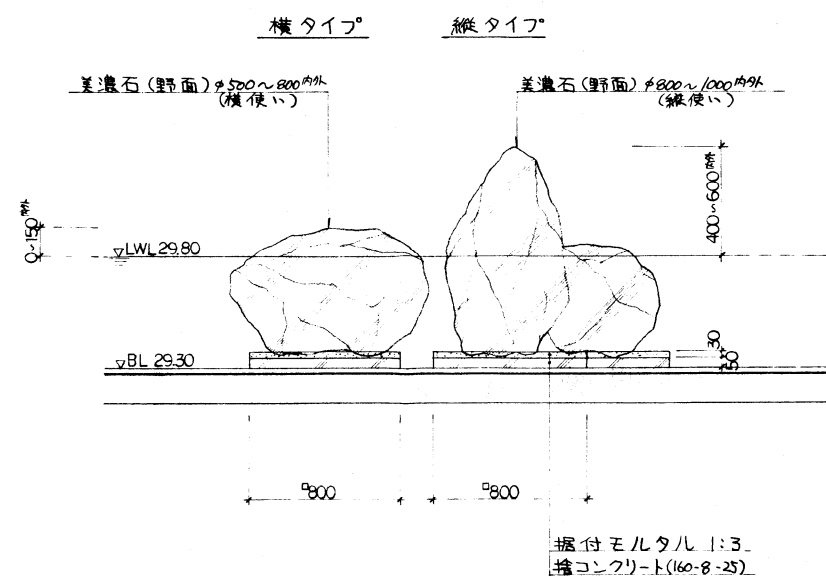 横タイプ
縦タイプ
美濃石(野面)φ500~800内外
(横使い)
美濃石(野面)φ800~1000内外
(縦使い)
0~150内外
400~600内外
▽LWL 29.80
▽BL 29.30
30
50
□800
□800
据付モルタル 1:3
捨コンクリート(160-8-25)